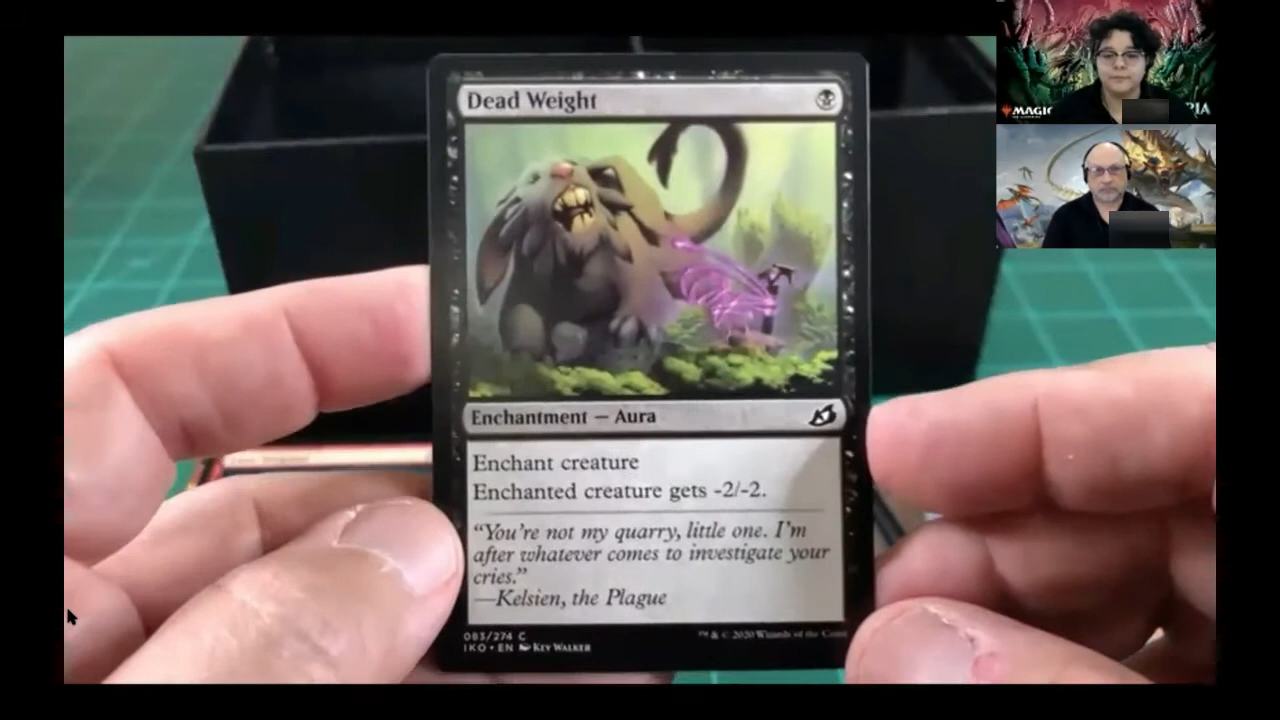 Dead Weight
Enchantment — Aura
Enchant creature
Enchanted creature gets -2/-2.
“You're not my quarry, little one. I'm
after whatever comes to investigate your
cries.”
—Kelsien, the Plague
083/274 C
™ & © 2020 Wizards of the Coast
IKO • EN Kev Walker
MAGIC
RIA